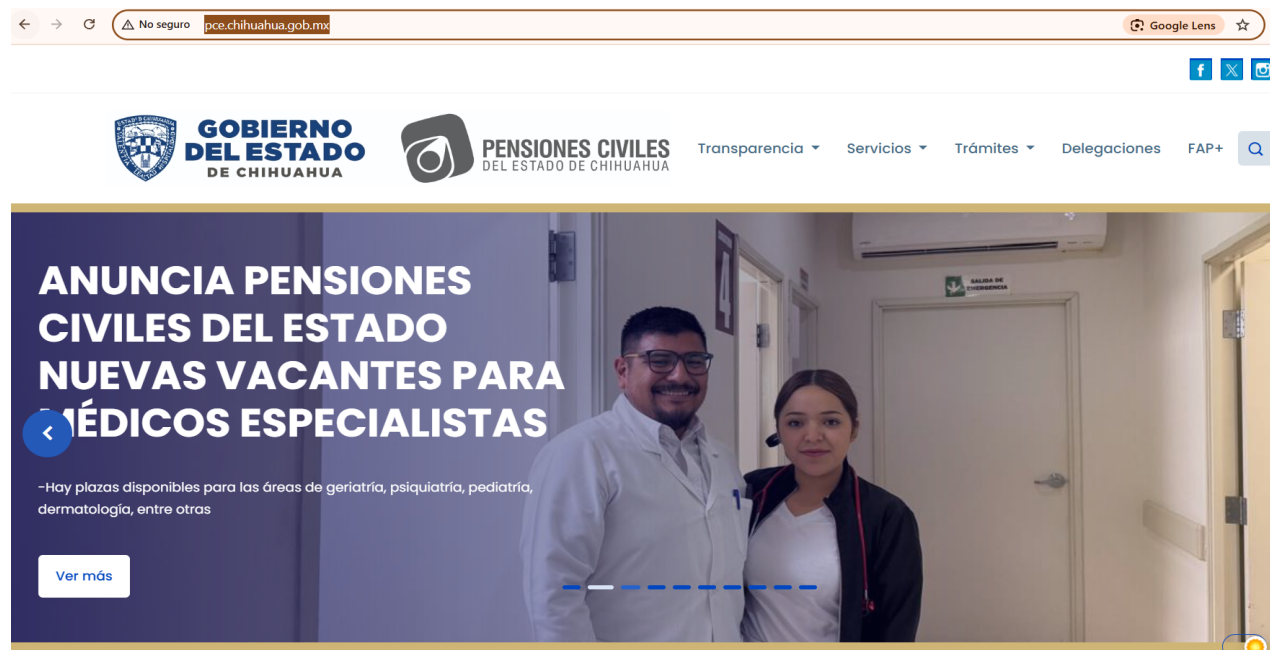 No seguro pce.chihuahua.gob.mx Google Lens
GOBIERNO
DEL ESTADO
DE CHIHUAHUA
PENSIONES CIVILES
DEL ESTADO DE CHIHUAHUA
Transparencia Servicios Trámites Delegaciones FAP+
ANUNCIA PENSIONES
CIVILES DEL ESTADO
NUEVAS VACANTES PARA
MÉDICOS ESPECIALISTAS
-Hay plazas disponibles para las áreas de geriatría, psiquiatría, pediatría,
dermatología, entre otras
Ver más
4
SALIDA DE
EMERGENCIA